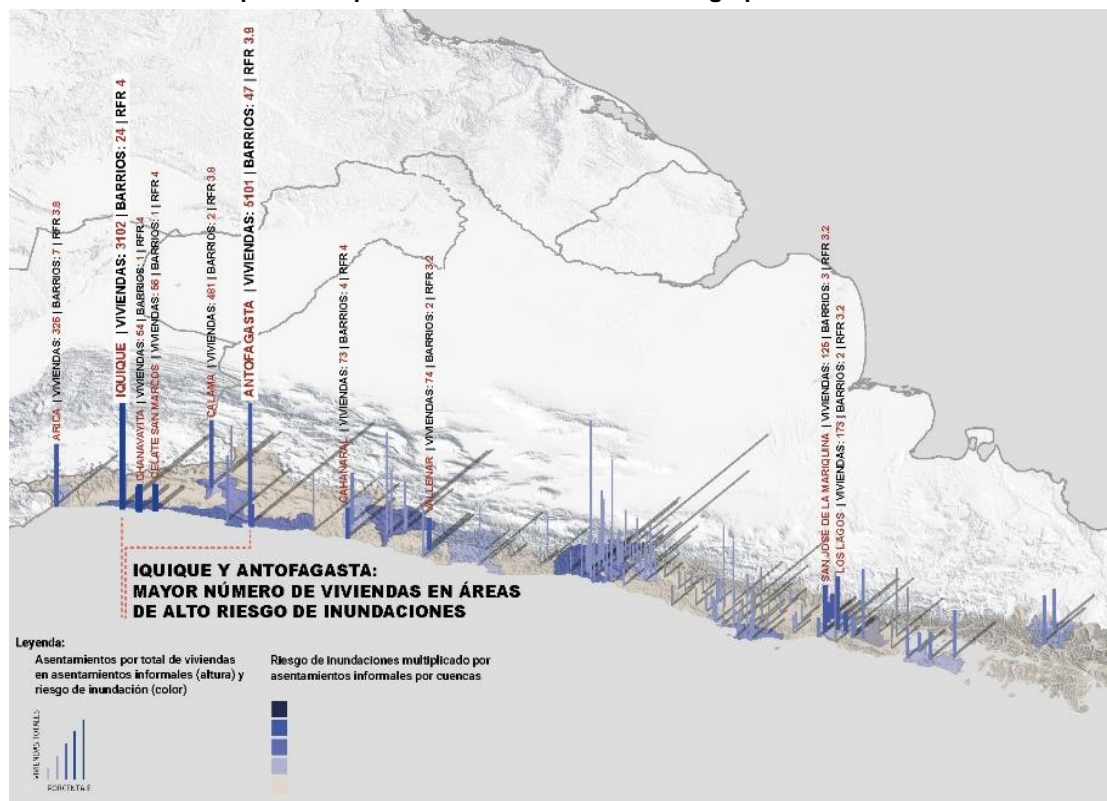 ARICA | VIVIENDAS: 326 | BARRIOS: 7 | RFR 3.8
IQUIQUE | VIVIENDAS: 3102 | BARRIOS: 24 | RFR 4
CHANAVAYITA | VIVIENDAS: 54 | BARRIOS: 1 | RFR 4
CELATE SAN MARCOS | VIVIENDAS: 56 | BARRIOS: 1 | RFR 4
CALAMA | VIVIENDAS: 481 | BARRIOS: 2 | RFR 3.8
ANTOFAGASTA | VIVIENDAS: 5101 | BARRIOS: 47 | RFR 3.9
CAHANARAL | VIVIENDAS: 73 | BARRIOS: 4 | RFR 4
VALLENAR | VIVIENDAS: 74 | BARRIOS: 2 | RFR 3.2
SAN JOSE DE LA MARIQUINA | VIVIENDAS: 125 | BARRIOS: 3 | RFR 3.2
LOS LAGOS | VIVIENDAS: 173 | BARRIOS: 2 | RFR 3.2
IQUIQUE Y ANTOFAGASTA:
MAYOR NÚMERO DE VIVIENDAS EN ÁREAS
DE ALTO RIESGO DE INUNDACIONES
Leyenda:
Asentamientos por total de viviendas
en asentamientos informales (altura) y
riesgo de inundación (color)
VIVIENDAS TOTALES
PORCENTAJE
Riesgo de inundaciones multiplicado por
asentamientos informales por cuencas